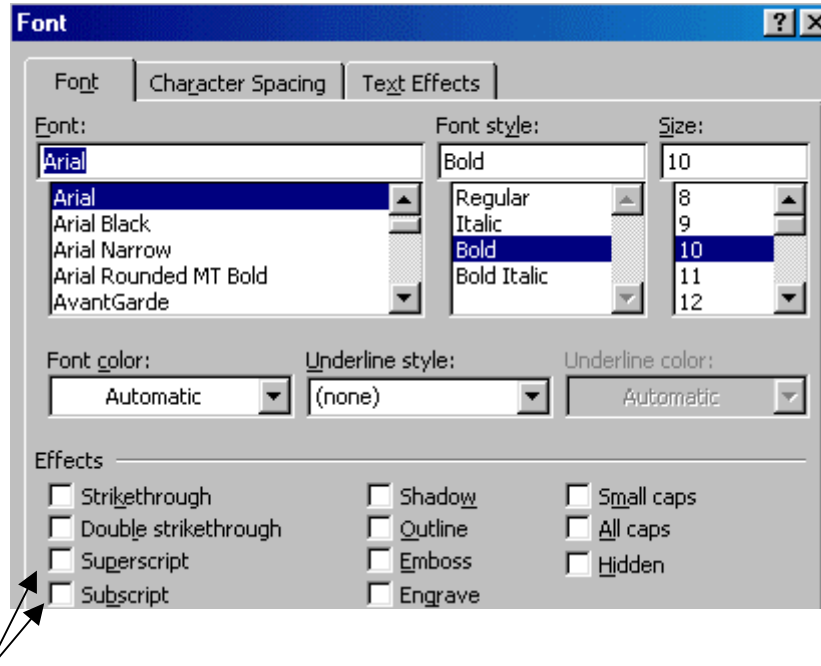 Font
Font Character Spacing Text Effects
Font: Font style: Size:
Arial Bold 10
Arial Regular 8
Arial Black Italic 9
Arial Narrow Bold 10
Arial Rounded MT Bold Bold Italic 11
AvantGarde 12
Font color: Underline style: Underline color:
Automatic (none) Automatic
Effects
Strikethrough Shadow Small caps
Double strikethrough Outline All caps
Superscript Emboss Hidden
Subscript Engrave